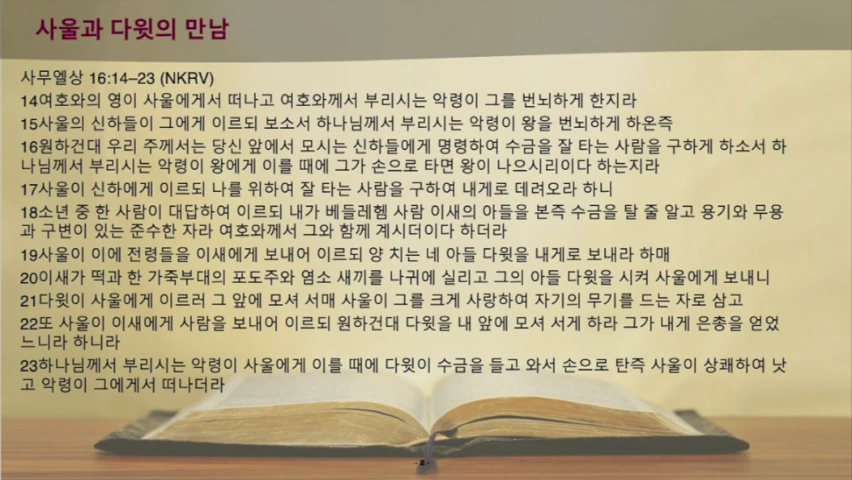 사울과 다윗의 만남
사무엘상 16:14–23 (NKRV)
14여호와의 영이 사울에게서 떠나고 여호와께서 부리시는 악령이 그를 번뇌하게 한지라
15사울의 신하들이 그에게 이르되 보소서 하나님께서 부리시는 악령이 왕을 번뇌하게 하온즉
16원하건대 우리 주께서는 당신 앞에서 모시는 신하들에게 명령하여 수금을 잘 타는 사람을 구하게 하소서 하
나님께서 부리시는 악령이 왕에게 이를 때에 그가 손으로 타면 왕이 나으시리이다 하는지라
17사울이 신하에게 이르되 나를 위하여 잘 타는 사람을 구하여 내게로 데려오라 하니
18소년 중 한 사람이 대답하여 이르되 내가 베들레헴 사람 이새의 아들을 본즉 수금을 탈 줄 알고 용기와 무용
과 구변이 있는 준수한 자라 여호와께서 그와 함께 계시더이다 하더라
19사울이 이에 전령들을 이새에게 보내어 이르되 양 치는 네 아들 다윗을 내게로 보내라 하매
20이새가 떡과 한 가죽부대의 포도주와 염소 새끼를 나귀에 실리고 그의 아들 다윗을 시켜 사울에게 보내니
21다윗이 사울에게 이르러 그 앞에 모셔 서매 사울이 그를 크게 사랑하여 자기의 무기를 드는 자로 삼고
22또 사울이 이새에게 사람을 보내어 이르되 원하건대 다윗을 내 앞에 모셔 서게 하라 그가 내게 은총을 얻었
느니라 하니라
23하나님께서 부리시는 악령이 사울에게 이를 때에 다윗이 수금을 들고 와서 손으로 탄즉 사울이 상쾌하여 낫
고 악령이 그에게서 떠나더라